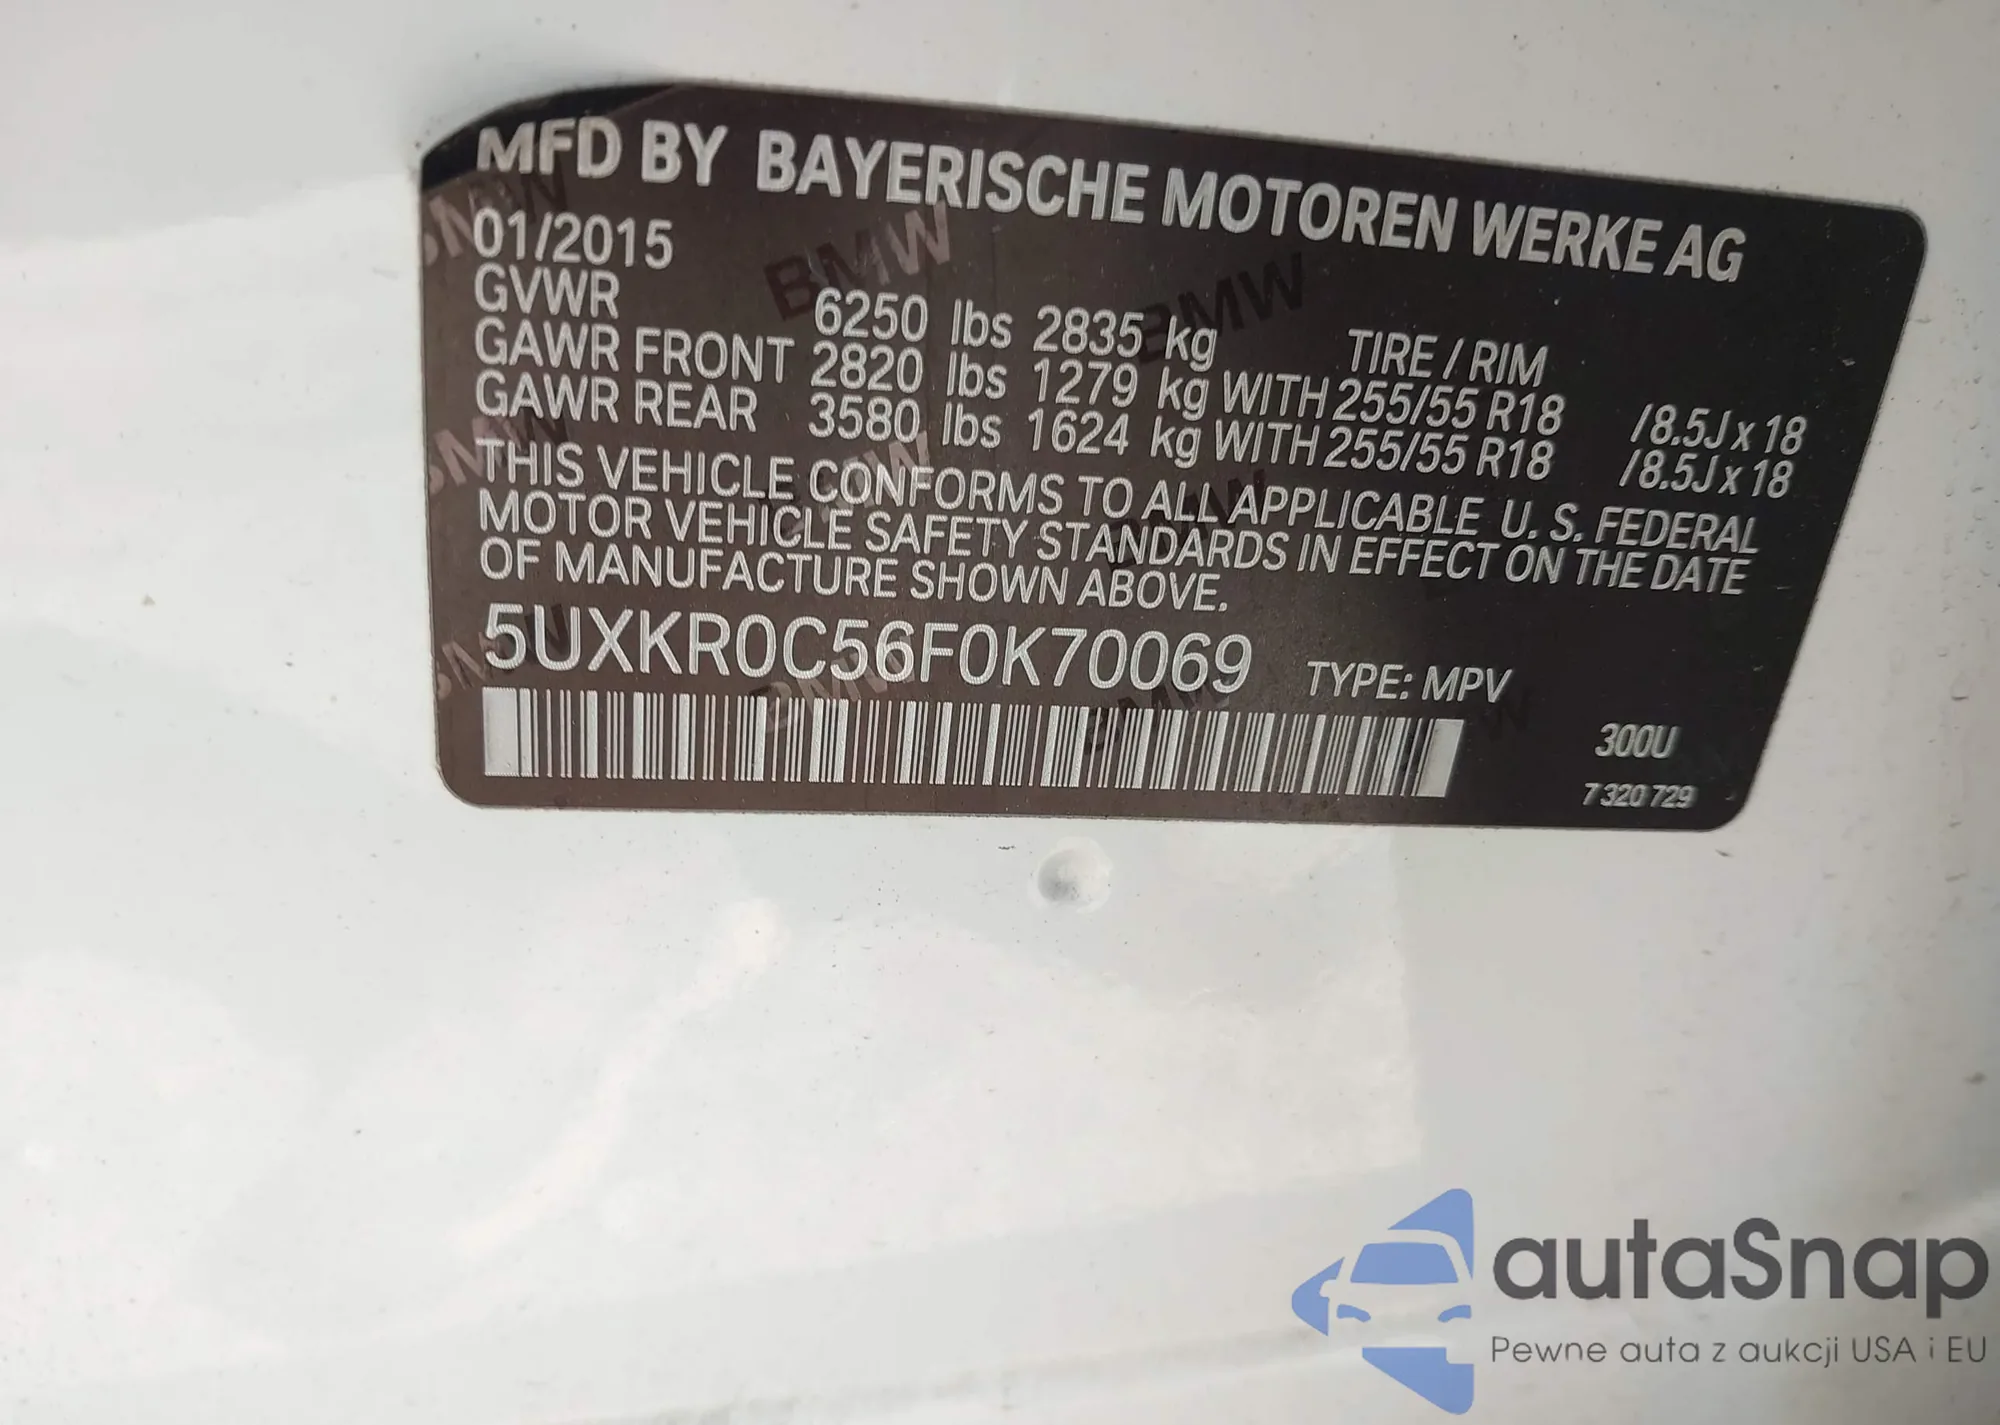 MFD BY BAYERISCHE MOTOREN WERKE AG
01/2015
GVWR 6250 lbs 2835 kg TIRE / RIM
GAWR FRONT 2820 lbs 1279 kg WITH 255/55 R18 /8.5J x 18
GAWR REAR 3580 lbs 1624 kg WITH 255/55 R18 /8.5J x 18
THIS VEHICLE CONFORMS TO ALL APPLICABLE U. S. FEDERAL
MOTOR VEHICLE SAFETY STANDARDS IN EFFECT ON THE DATE
OF MANUFACTURE SHOWN ABOVE.
5UXKR0C56F0K70069 TYPE: MPV
300U
7 320 729
autaSnap
Pewne auta z aukcji USA i EU